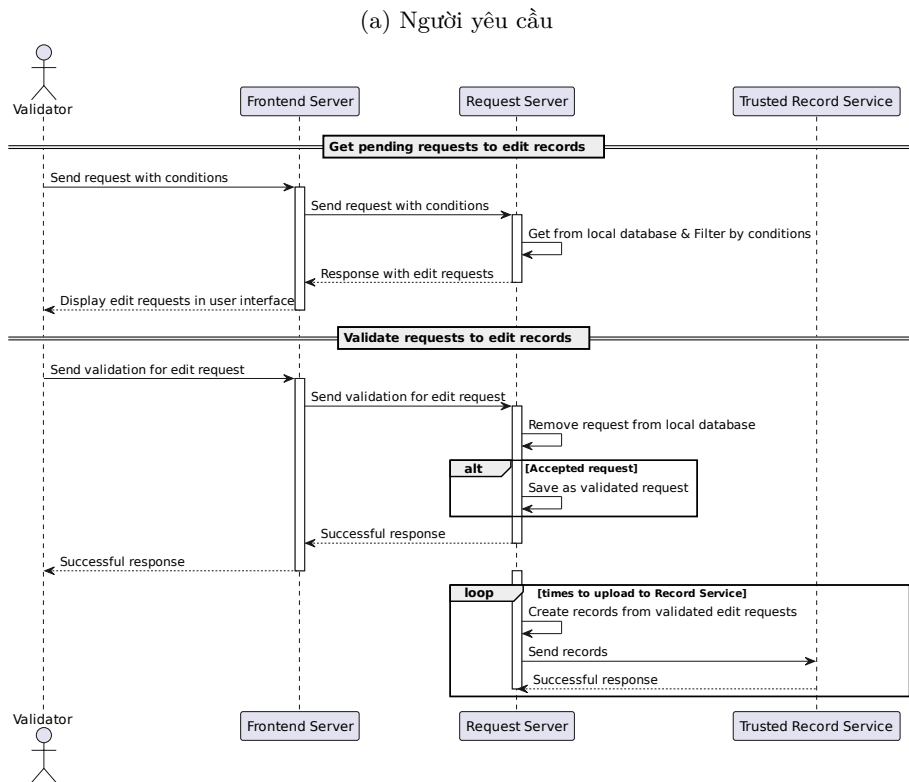 (a) Người yêu cầu
Validator
Frontend Server
Request Server
Trusted Record Service
Get pending requests to edit records
Send request with conditions
Send request with conditions
Get from local database & Filter by conditions
Response with edit requests
Display edit requests in user interface
Validate requests to edit records
Send validation for edit request
Send validation for edit request
Remove request from local database
alt [Accepted request]
Save as validated request
Successful response
Successful response
loop [times to upload to Record Service]
Create records from validated edit requests
Send records
Successful response
Validator
Frontend Server
Request Server
Trusted Record Service